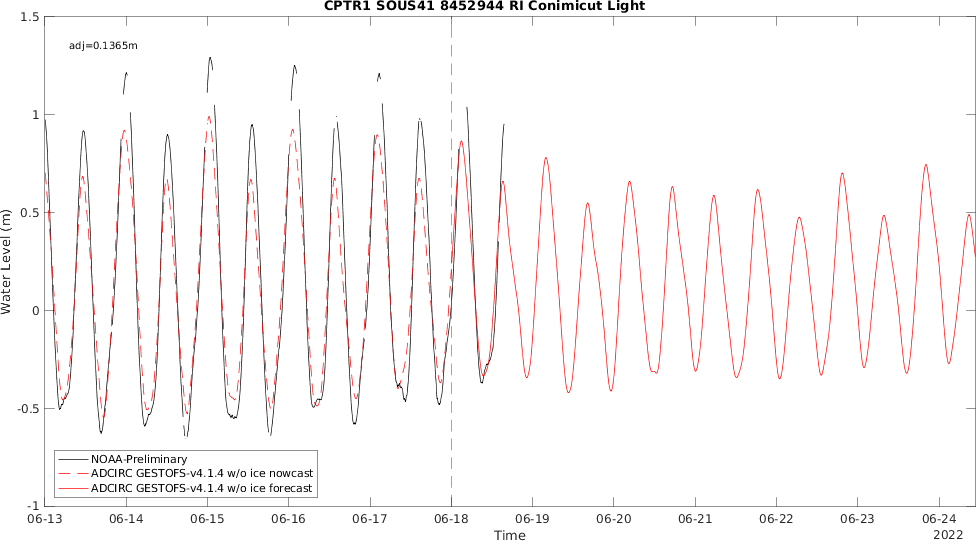 CPTR1 SOUS41 8452944 RI Conimicut Light
adj=0.1365m
1.5
1
0.5
0
-0.5
-1
Water Level (m)
NOAA-Preliminary
ADCIRC GESTOFS-v4.1.4 w/o ice nowcast
ADCIRC GESTOFS-v4.1.4 w/o ice forecast
06-13 06-14 06-15 06-16 06-17 06-18 06-19 06-20 06-21 06-22 06-23 06-24
Time
2022